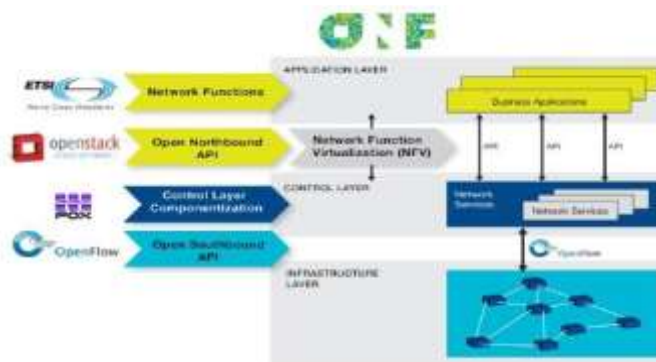 ONF
APPLICATION LAYER
ETSI
Network Functions
Business Applications
openstack
Open Northbound
API
Network Function
Virtualization (NFV)
API
API
API
CONTROL LAYER
POX
Control Layer
Componentization
Network
Services
Network Services
OpenFlow
Open Southbound
API
OpenFlow
INFRASTRUCTURE
LAYER